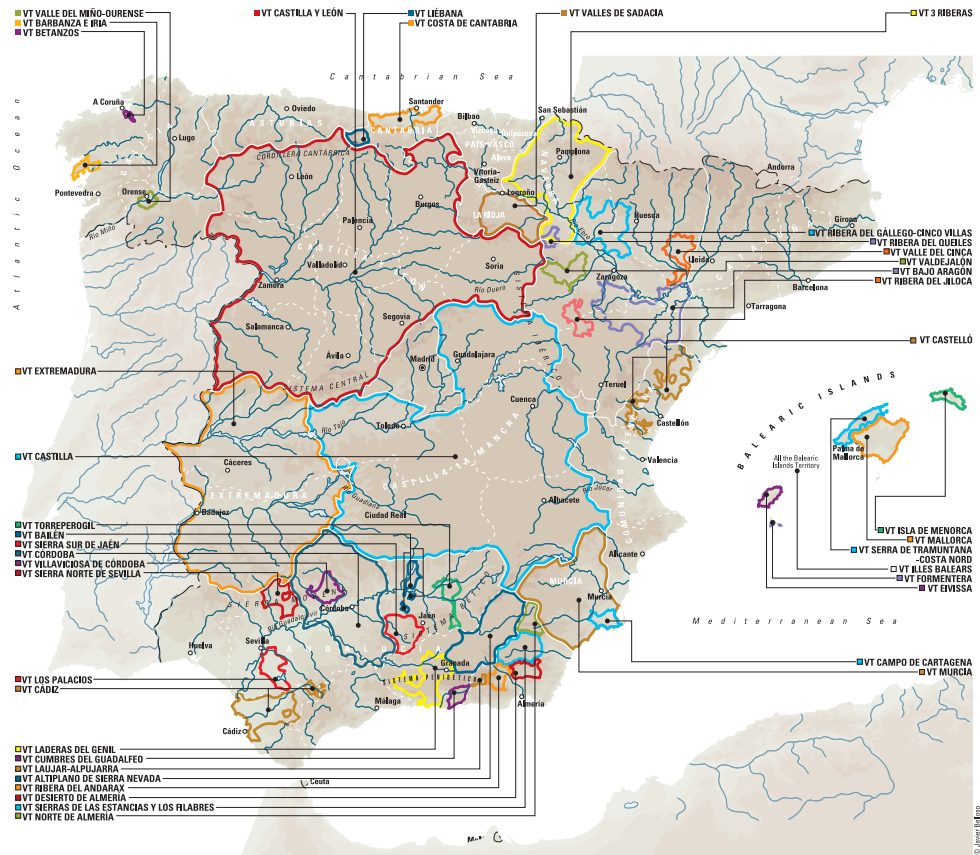 VT VALLE DEL MIÑO-OURENSE
VT BARBANZA E IRIA
VT BETANZOS
VT CASTILLA Y LEÓN
VT LIÉBANA
VT COSTA DE CANTABRIA
VT VALLES DE SADACIA
VT 3 RIBERAS
Cantabrian Sea
Atlantic Ocean
A Coruña
Lugo
Oviedo
ASTURIAS
Santander
CANTABRIA
Bilbao
Vizcaya
Guipúzcoa
PAÍS VASCO
San Sebastián
Álava
Vitoria-Gasteiz
Pamplona
Andorra
CORDILLERA CANTÁBRICA
León
Pontevedra
Orense
Río Miño
Burgos
Logroño
LA RIOJA
Palencia
Huesca
Girona
VT RIBERA DEL GÁLLEGO-CINCO VILLAS
VT RIBERA DEL QUEILES
VT VALLE DEL CINCA
VT VALDEJALÓN
VT BAJO ARAGÓN
VT RIBERA DEL JILOCA
Valladolid
Soria
Zaragoza
Lleida
Barcelona
Tarragona
Zamora
Río Duero
Salamanca
Segovia
Ávila
Madrid
Guadalajara
SISTEMA CENTRAL
Teruel
VT CASTELLÓ
VT EXTREMADURA
Cuenca
Toledo
Río Tajo
Castellón
BALEARIC ISLANDS
Palma de
Mallorca
All the Balearic
Islands Territory
VT CASTILLA
Cáceres
CASTILLA-LA MANCHA
Valencia
EXTREMADURA
Río Guadiana
Río Júcar
Albacete
Badajoz
Ciudad Real
COMUNIDAD
VT TORREPEROGIL
VT BAILÉN
VT SIERRA SUR DE JAÉN
VT CÓRDOBA
VT VILLAVICIOSA DE CÓRDOBA
VT SIERRA NORTE DE SEVILLA
VT ISLA DE MENORCA
VT MALLORCA
VT SERRA DE TRAMUNTANA
-COSTA NORD
VT ILLES BALEARS
VT FORMENTERA
VT EIVISSA
Alicante
MURCIA
Murcia
Mediterranean Sea
SIERRA MORENA
Córdoba
Jaén
Río Guadalquivir
SISTEMA BÉTICO
Sevilla
Huelva
ANDALUCÍA
Granada
SISTEMA PENIBÉTICO
VT CAMPO DE CARTAGENA
VT MURCIA
VT LOS PALACIOS
VT CÁDIZ
Málaga
Almería
Cádiz
VT LADERAS DEL GENIL
VT CUMBRES DEL GUADALFEO
VT LAUJAR-ALPUJARRA
VT ALTIPLANO DE SIERRA NEVADA
VT RIBERA DEL ANDARAX
VT DESIERTO DE ALMERÍA
VT SIERRAS DE LAS ESTANCIAS Y LOS FILABRES
VT NORTE DE ALMERÍA
Ceuta
© Javier Belloso